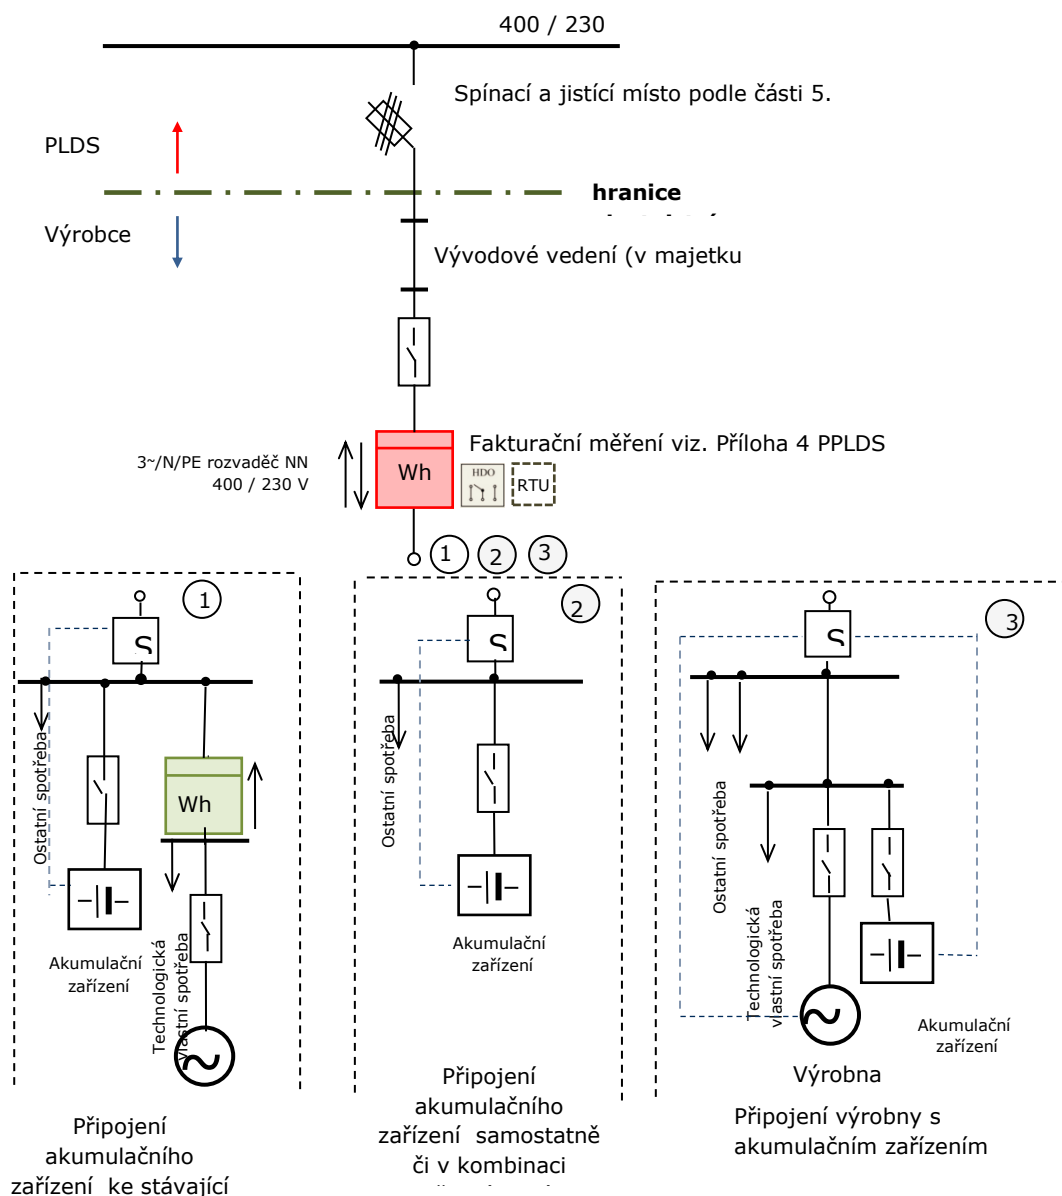 400 / 230
Spínací a jistící místo podle části 5.
PLDS
hranice
Výrobce
Vývodové vedení (v majetku
Fakturační měření viz. Příloha 4 PPLDS
3~/N/PE rozvaděč NN
400 / 230 V
Wh
HDO
RTU
1
2
3
1
S
Ostatní spotřeba
Wh
Akumulační
zařízení
Technologická
vlastní spotřeba
Připojení
akumulačního
zařízení ke stávající
2
S
Ostatní spotřeba
Akumulační
zařízení
Připojení
akumulačního
zařízení samostatně
či v kombinaci
3
S
Ostatní spotřeba
Technologická
vlastní spotřeba
Akumulační
zařízení
Výrobna
Připojení výrobny s
akumulačním zařízením